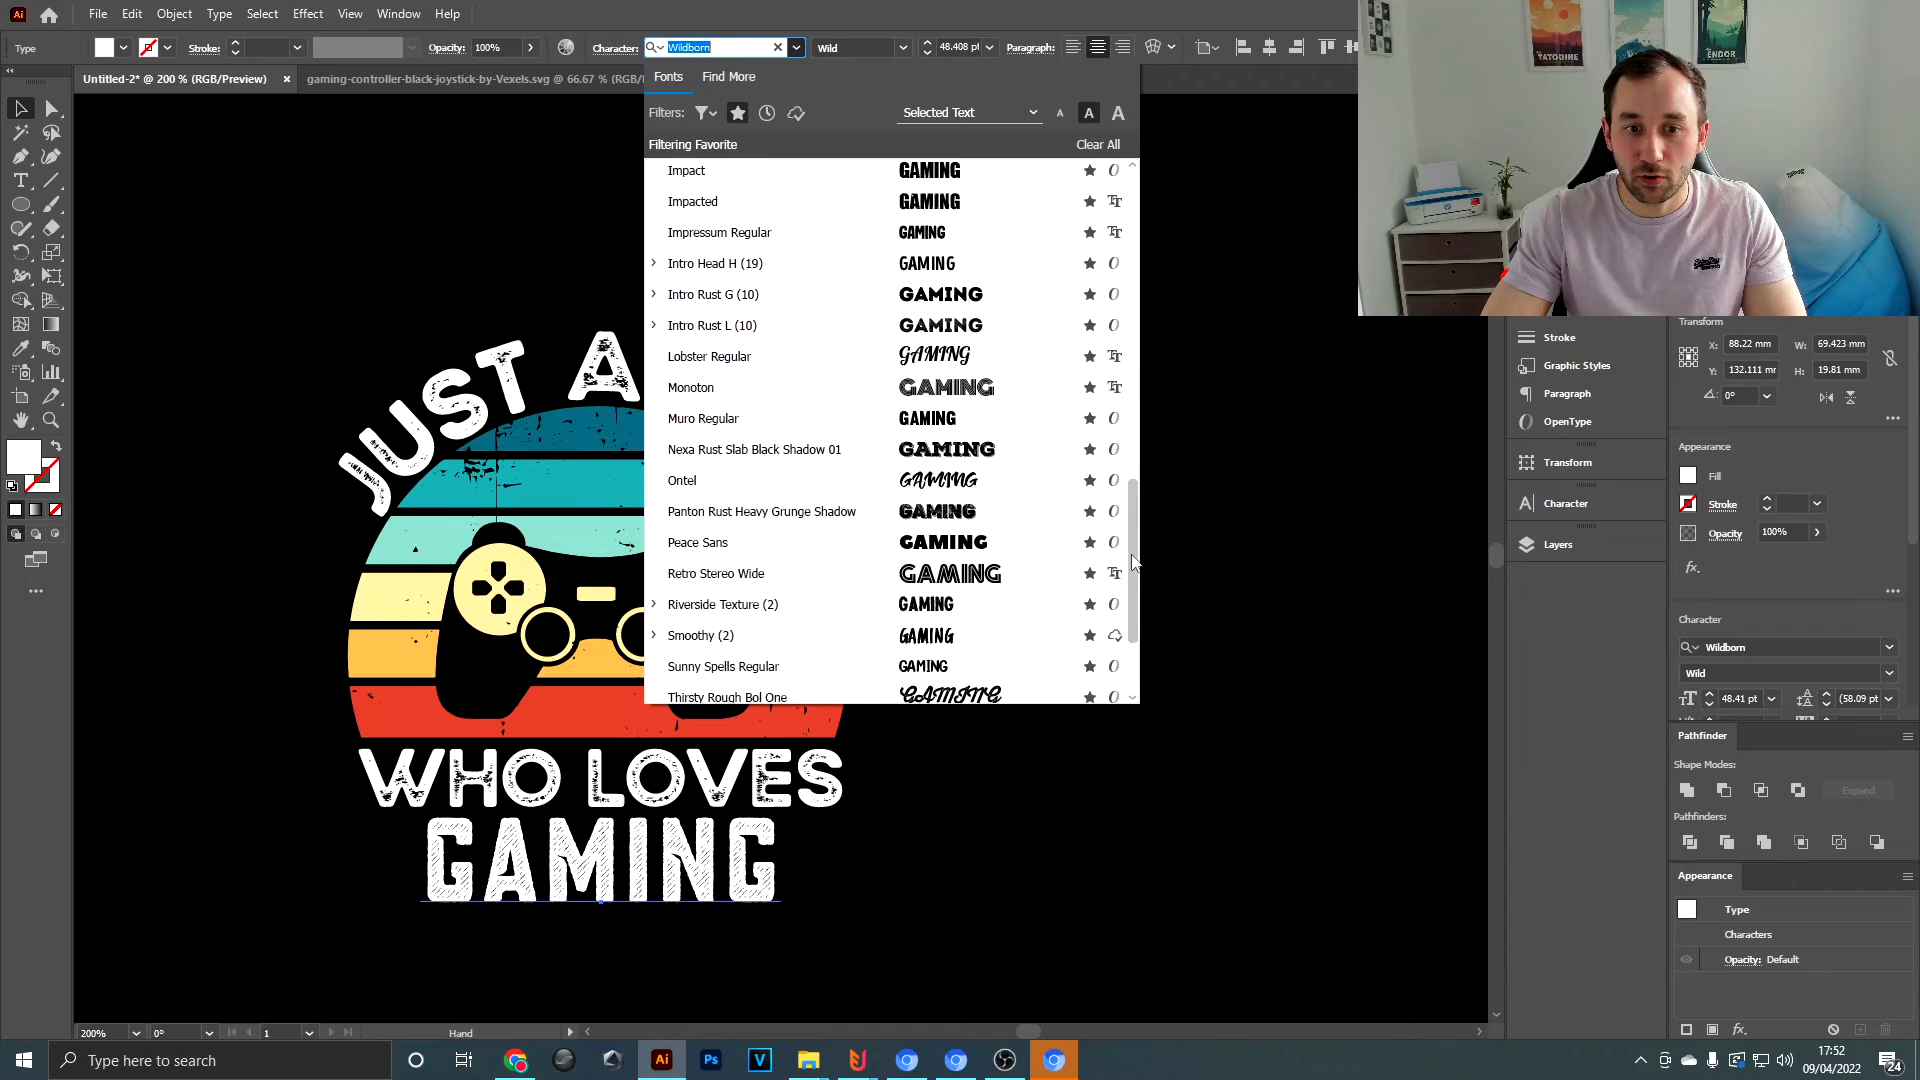 Ai File Edit Object Type Select Effect View Window Help
Type Stroke: Opacity: 100% Character: Wildborn Wild 48.408 pt Paragraph:
Untitled-2* @ 200 % (RGB/Preview) × gaming-controller-black-joystick-by-Vexels.svg @ 66.67 % (RGB/
Fonts Find More
Filters: Selected Text A A A
Filtering Favorite Clear All
Impact GAMING
Impacted GAMING
Impressum Regular GAMING
Intro Head H (19) GAMING
Intro Rust G (10) GAMING
Intro Rust L (10) GAMING
Lobster Regular GAMING
Monoton GAMING
Muro Regular GAMING
Nexa Rust Slab Black Shadow 01 GAMING
Ontel GAMING
Panton Rust Heavy Grunge Shadow GAMING
Peace Sans GAMING
Retro Stereo Wide GAMING
Riverside Texture (2) GAMING
Smoothy (2) GAMING
Sunny Spells Regular GAMING
Thirsty Rough Bol One GAMING
JUST A
WHO LOVES
GAMING
TATOOINE
ENDOR
Stroke
Graphic Styles
Paragraph
OpenType
Transform
Character
Layers
Transform
X: 88.22 mm W: 69.423 mm
Y: 132.111 mm H: 19.81 mm
0°
Appearance
Fill
Stroke
Opacity 100%
fx.
Character
Wildborn
Wild
48.41 pt (58.09 pt
Pathfinder
Shape Modes:
Expand
Pathfinders:
Appearance
Type
Characters
Opacity: Default
fx.
200% 0° 1 Hand
Type here to search Ai Ps V 17:52
09/04/2022 24